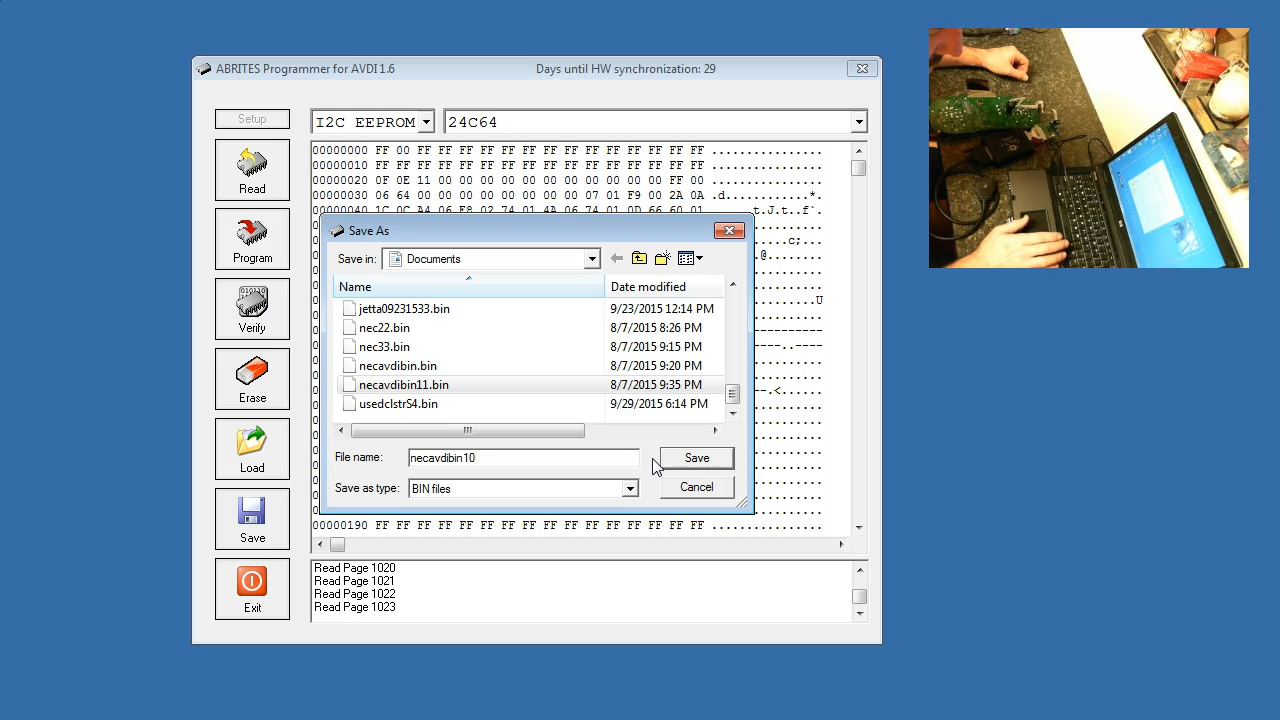 ABRITES Programmer for AVDI 1.6 Days until HW synchronization: 29
Setup
I2C EEPROM 24C64
Read
Program
Verify
Erase
Load
Save
Exit
FF 00 FF FF FF FF FF FF FF FF FF FF FF FF FF FF ................
00000010 FF FF FF FF FF FF FF FF FF FF FF FF FF FF FF FF ................
00000020 0F 0E 11 00 00 00 00 00 00 00 00 00 00 00 FF 00 ................
00000030 06 64 00 00 00 00 00 00 00 00 07 01 F9 00 2A 0A .d............*.
00000190 FF FF FF FF FF FF FF FF FF FF FF FF FF FF FF FF ................
Save As
Save in: Documents
Name Date modified
jetta09231533.bin 9/23/2015 12:14 PM
nec22.bin 8/7/2015 8:26 PM
nec33.bin 8/7/2015 9:15 PM
necavdibin.bin 8/7/2015 9:20 PM
necavdibin11.bin 8/7/2015 9:35 PM
usedclstrS4.bin 9/29/2015 6:14 PM
File name: necavdibin10 Save
Save as type: BIN files Cancel
Read Page 1020
Read Page 1021
Read Page 1022
Read Page 1023